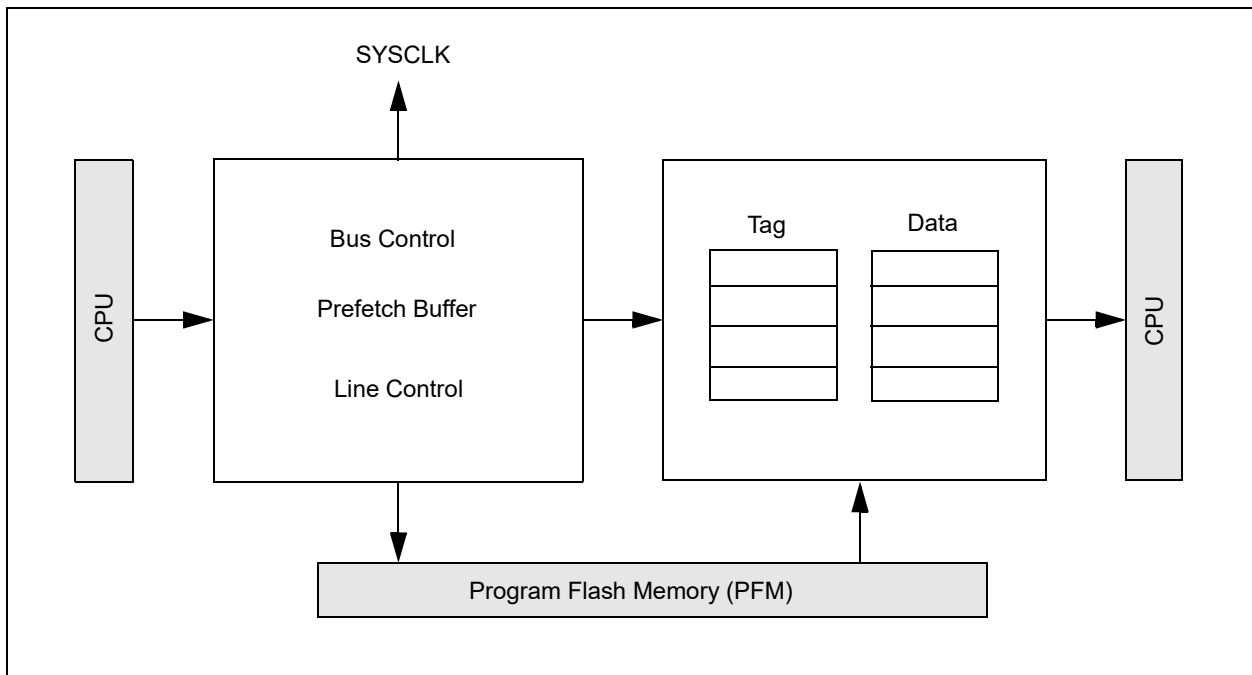 SYSCLK
CPU
Bus Control
Prefetch Buffer
Line Control
Tag
Data
CPU
Program Flash Memory (PFM)